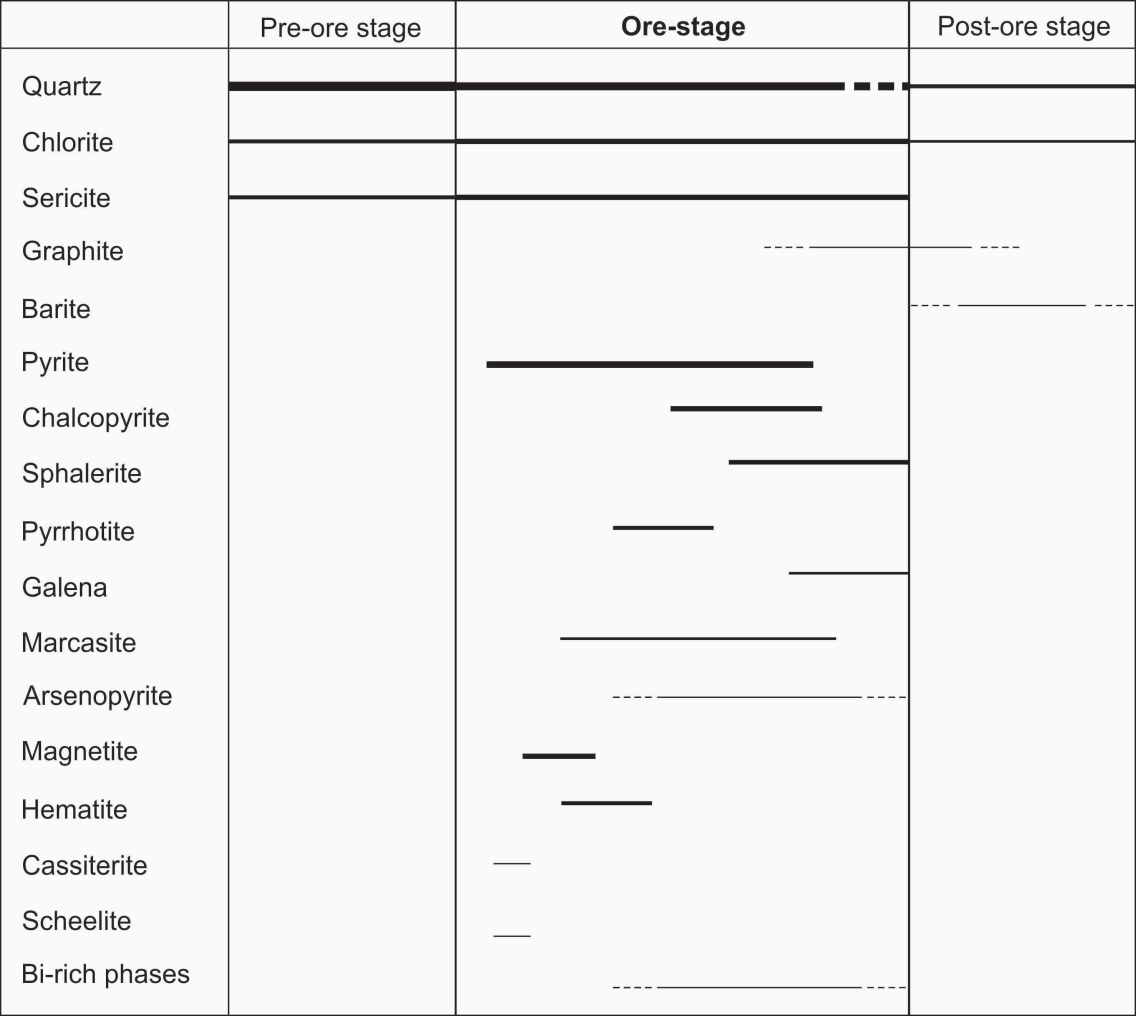 Pre-ore stage Ore-stage Post-ore stage
Quartz
Chlorite
Sericite
Graphite
Barite
Pyrite
Chalcopyrite
Sphalerite
Pyrrhotite
Galena
Marcasite
Arsenopyrite
Magnetite
Hematite
Cassiterite
Scheelite
Bi-rich phases